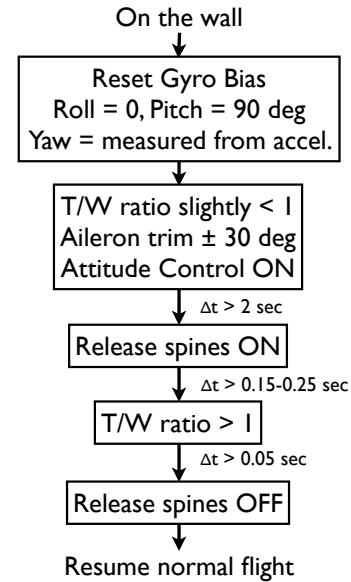 On the wall
Reset Gyro Bias
Roll = 0, Pitch = 90 deg
Yaw = measured from accel.
T/W ratio slightly < 1
Aileron trim ± 30 deg
Attitude Control ON
Δt > 2 sec
Release spines ON
Δt > 0.15-0.25 sec
T/W ratio > 1
Δt > 0.05 sec
Release spines OFF
Resume normal flight